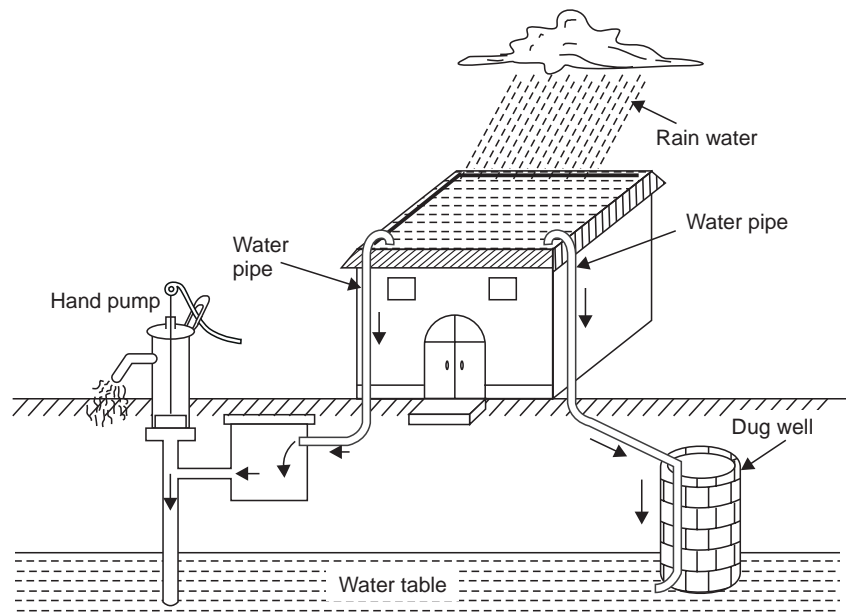 Rain water
Water pipe
Water
pipe
Hand pump
Dug well
Water table